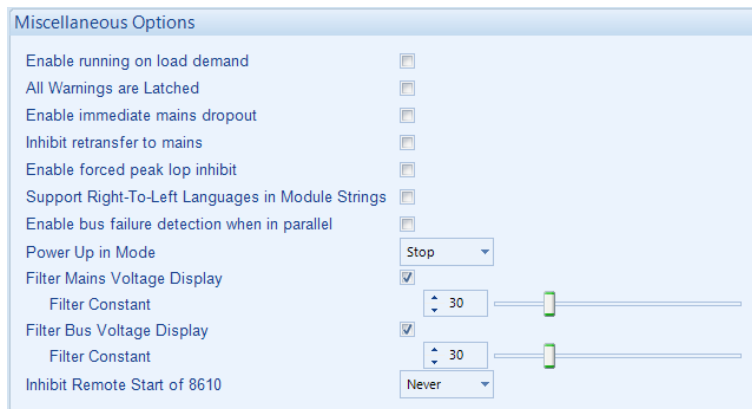 Miscellaneous Options
Enable running on load demand
All Warnings are Latched
Enable immediate mains dropout
Inhibit retransfer to mains
Enable forced peak lop inhibit
Support Right-To-Left Languages in Module Strings
Enable bus failure detection when in parallel
Power Up in Mode Stop
Filter Mains Voltage Display
Filter Constant 30
Filter Bus Voltage Display
Filter Constant 30
Inhibit Remote Start of 8610 Never